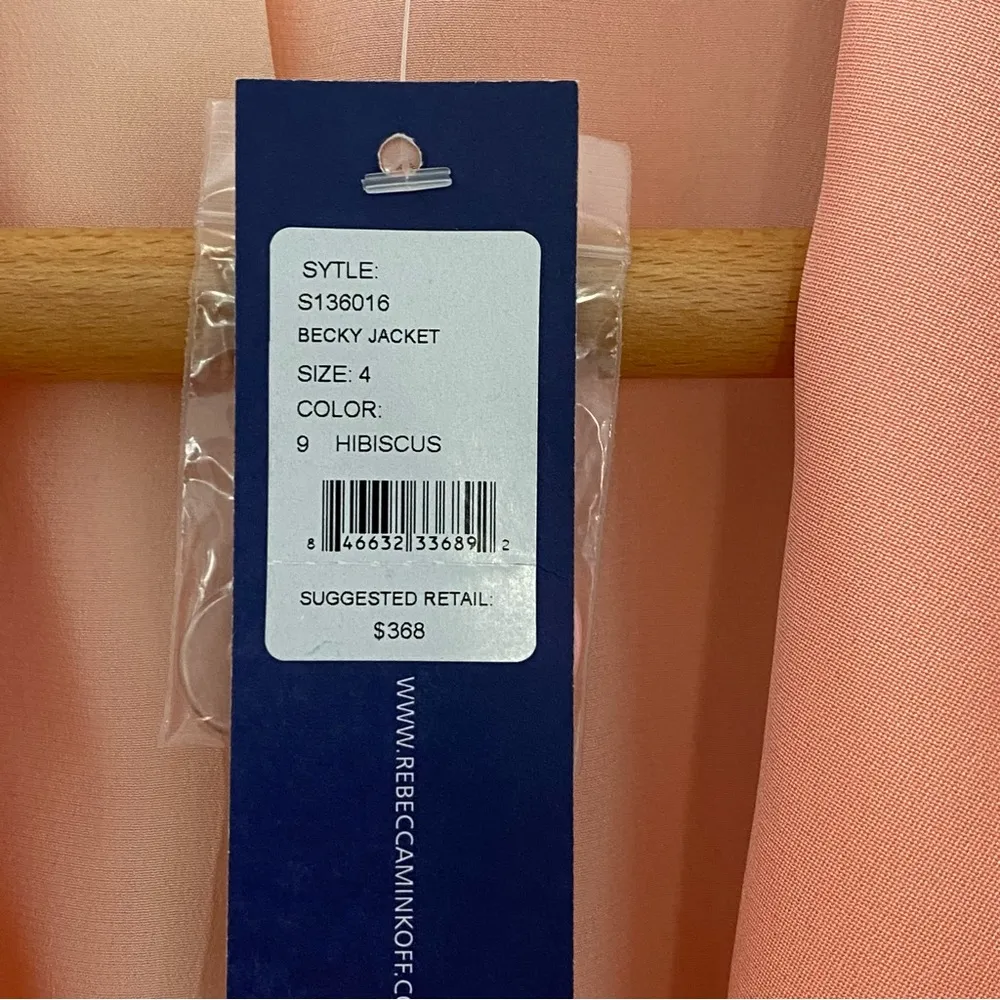 SYTLE:
S136016
BECKY JACKET
SIZE: 4
COLOR:
9 HIBISCUS
8 46632 33689 2
SUGGESTED RETAIL:
$368
WWW.REBECCAMINKOFF.C